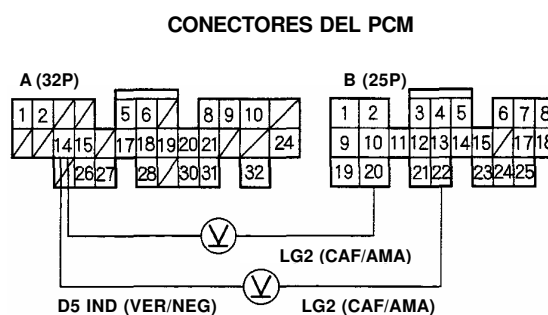 CONECTORES DEL PCM
A (32P)
B (25P)
1 2 5 6 8 9 10
14 15 17 18 19 20 21 24
26 27 28 30 31 32
1 2 3 4 5 6 7 8
9 10 11 12 13 14 15 17 18
19 20 21 22 23 24 25
V
LG2 (CAF/AMA)
V
D5 IND (VER/NEG)
LG2 (CAF/AMA)